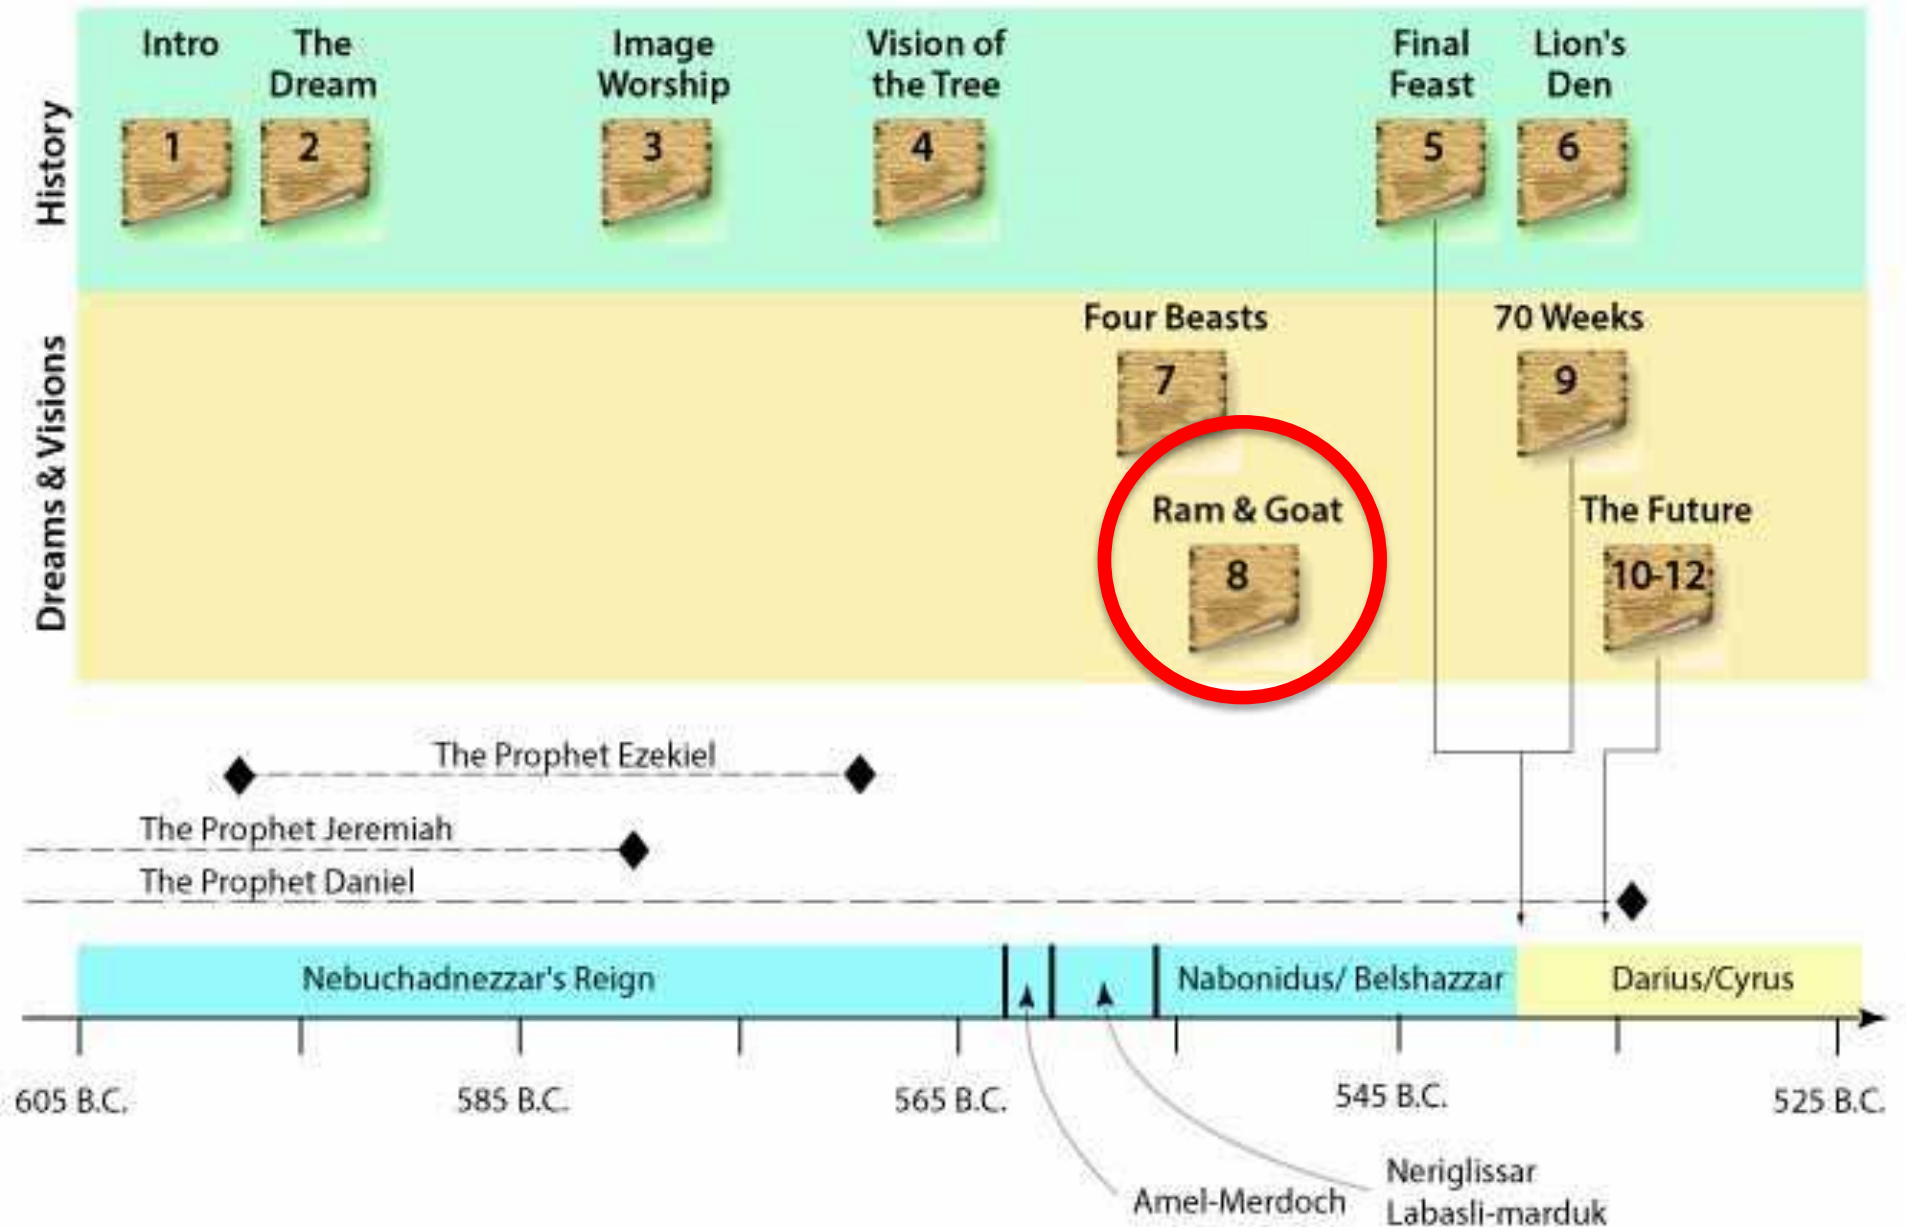 History
Intro
The
Dream
Image
Worship
Vision of
the Tree
Final
Feast
Lion's
Den
1
2
3
4
5
6
Dreams & Visions
Four Beasts
7
70 Weeks
9
Ram & Goat
8
The Future
10-12
The Prophet Ezekiel
The Prophet Jeremiah
The Prophet Daniel
Nebuchadnezzar's Reign
Nabonidus/ Belshazzar
Darius/Cyrus
605 B.C.
585 B.C.
565 B.C.
545 B.C.
525 B.C.
Amel-Merdoch
Neriglissar
Labasli-marduk